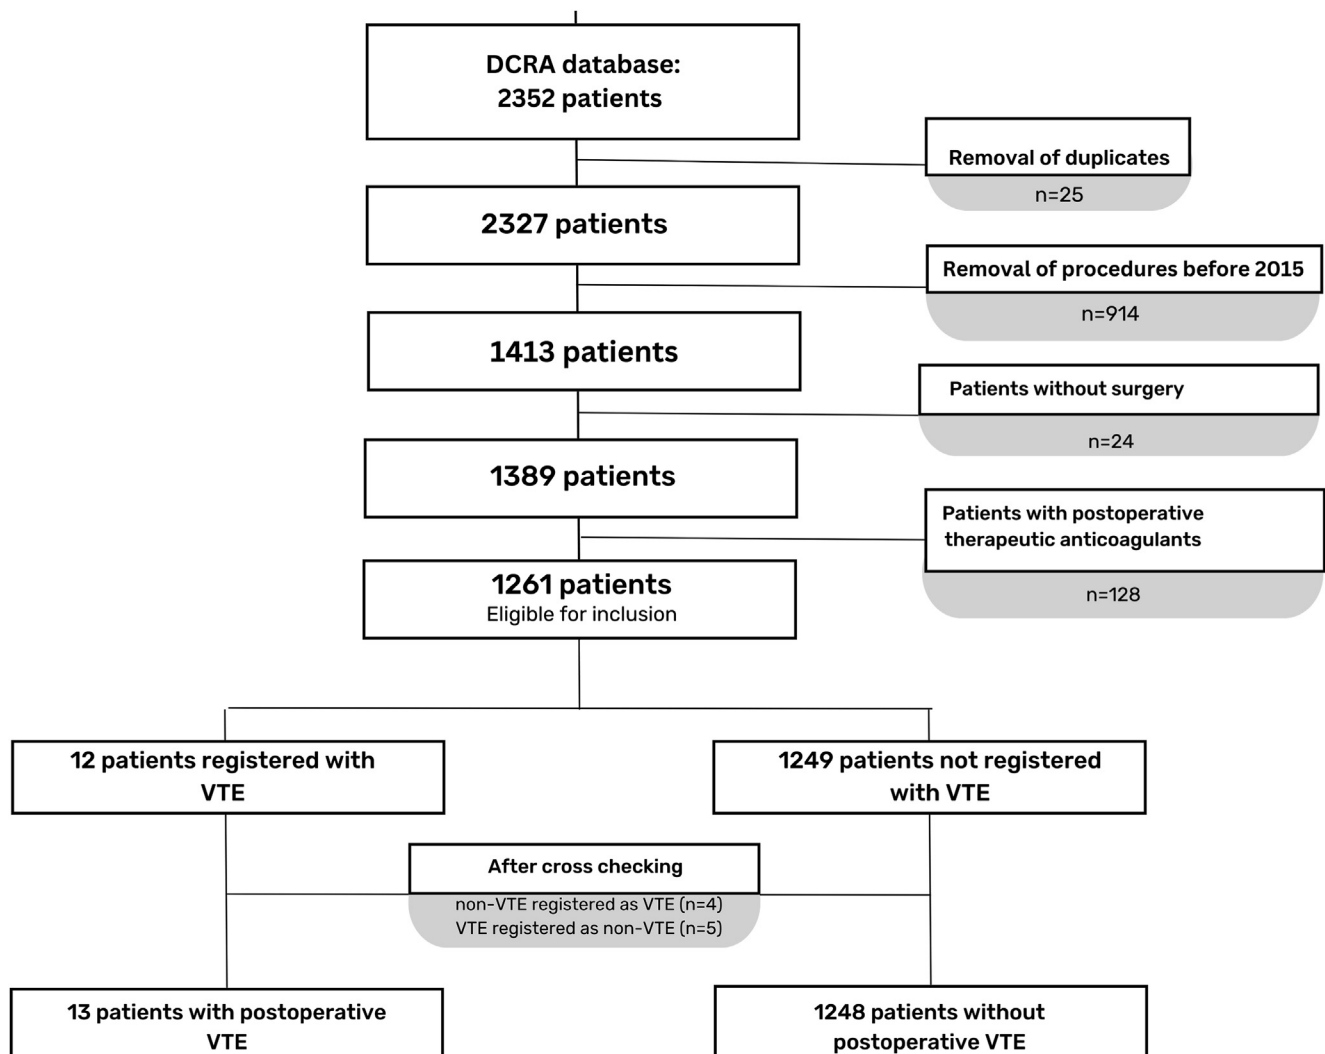 DCRA database:
2352 patients
Removal of duplicates
n=25
2327 patients
Removal of procedures before 2015
n=914
1413 patients
Patients without surgery
n=24
1389 patients
Patients with postoperative
therapeutic anticoagulants
n=128
1261 patients
Eligible for inclusion
12 patients registered with
VTE
1249 patients not registered
with VTE
After cross checking
non-VTE registered as VTE (n=4)
VTE registered as non-VTE (n=5)
13 patients with postoperative
VTE
1248 patients without
postoperative VTE